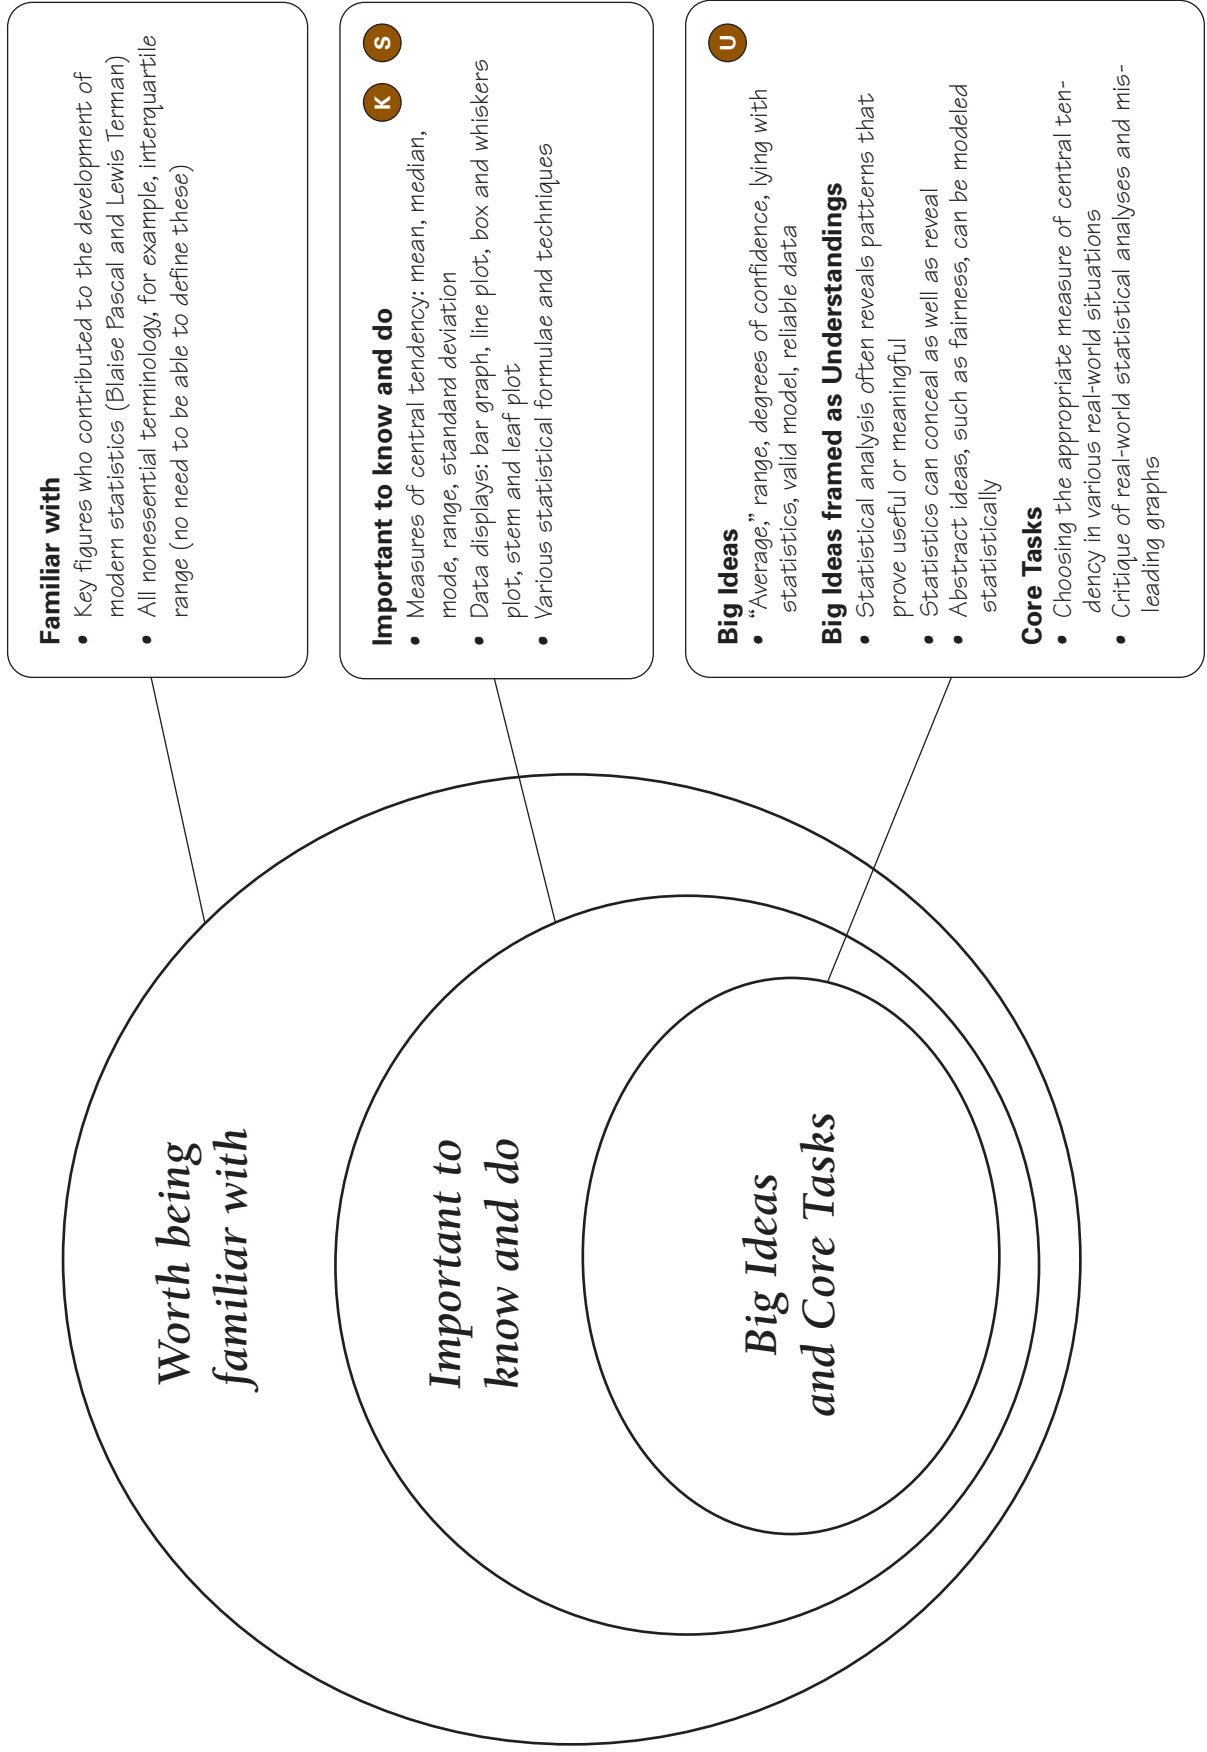 Worth being
familiar with
Important to
know and do
Big Ideas
and Core Tasks
Familiar with
• Key figures who contributed to the development of
modern statistics (Blaise Pascal and Lewis Terman)
• All nonessential terminology, for example, interquartile
range (no need to be able to define these)
K S
Important to know and do
• Measures of central tendency: mean, median,
mode, range, standard deviation
• Data displays: bar graph, line plot, box and whiskers
plot, stem and leaf plot
• Various statistical formulae and techniques
U
Big Ideas
• “Average,” range, degrees of confidence, lying with
statistics, valid model, reliable data
Big Ideas framed as Understandings
• Statistical analysis often reveals patterns that
prove useful or meaningful
• Statistics can conceal as well as reveal
• Abstract ideas, such as fairness, can be modeled
statistically
Core Tasks
• Choosing the appropriate measure of central ten-
dency in various real-world situations
• Critique of real-world statistical analyses and mis-
leading graphs